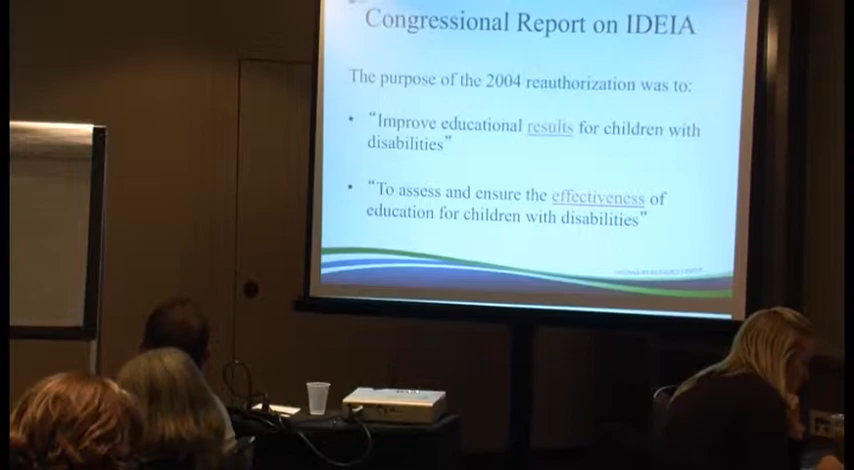 Congressional Report on IDEIA
The purpose of the 2004 reauthorization was to:
• “Improve educational results for children with
disabilities”
• “To assess and ensure the effectiveness of
education for children with disabilities”